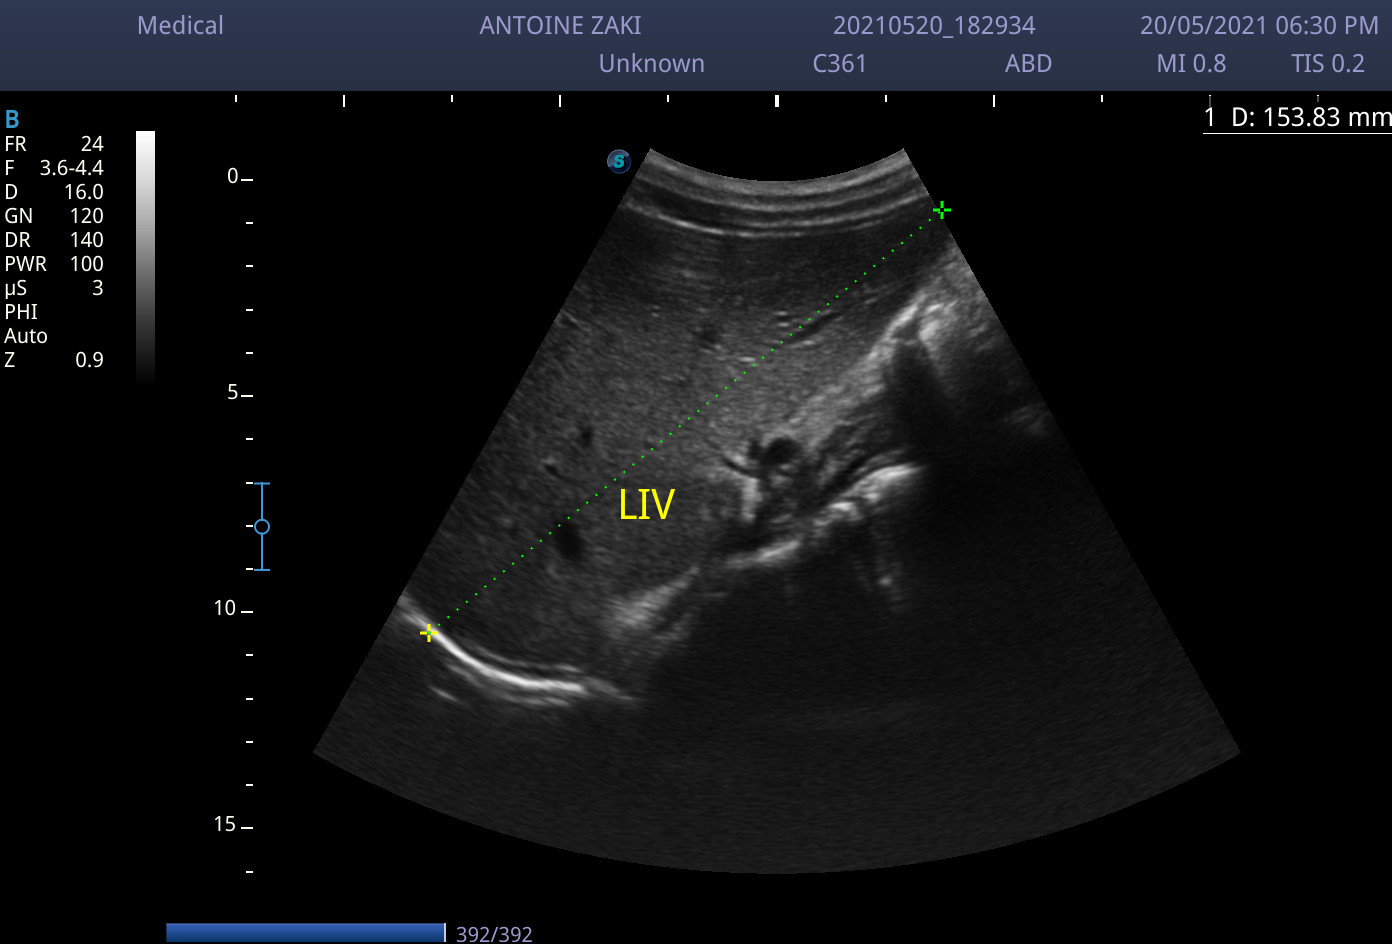 Medical ANTOINE ZAKI 20210520_182934 20/05/2021 06:30 PM
Unknown C361 ABD MI 0.8 TIS 0.2
1 D: 153.83 mm
B
FR 24
F 3.6-4.4
D 16.0
GN 120
DR 140
PWR 100
µS 3
PHI
Auto
Z 0.9
S
0
5
LIV
10
15
392/392